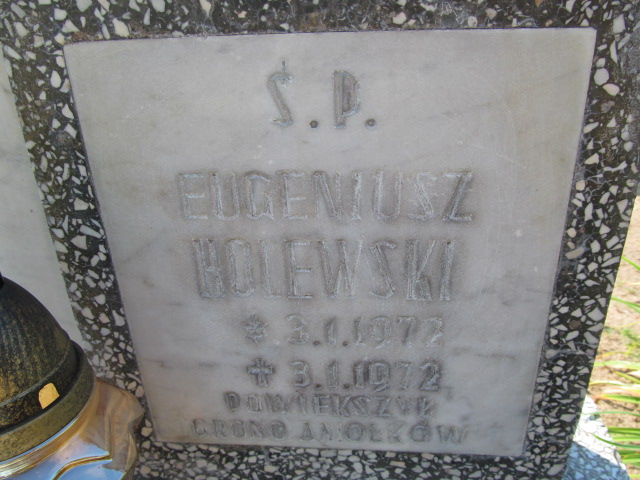 Ś.P.
EUGENIUSZ
HOLEWSKI
* 3.1.1972
✝ 3.1.1972
POWIĘKSZYŁ
GRONO ANIOŁKÓW